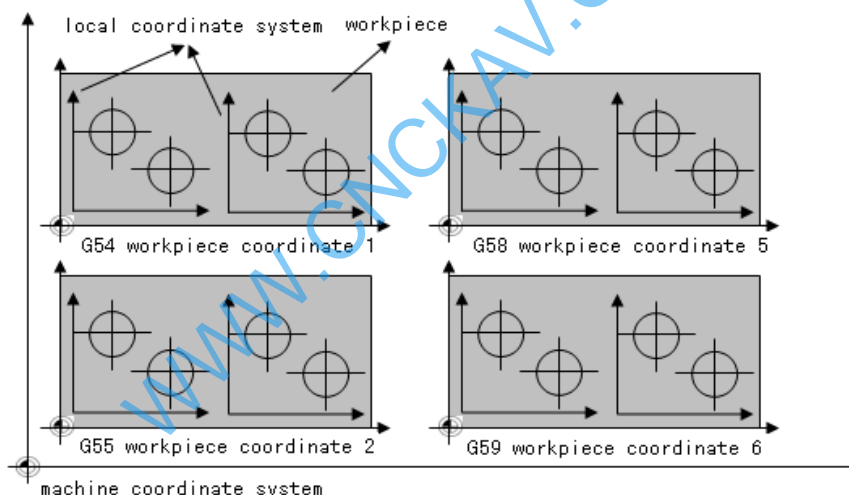 local coordinate system workpiece
G54 workpiece coordinate 1
G58 workpiece coordinate 5
G55 workpiece coordinate 2
G59 workpiece coordinate 6
machine coordinate system
WWW.CNCKAV.C